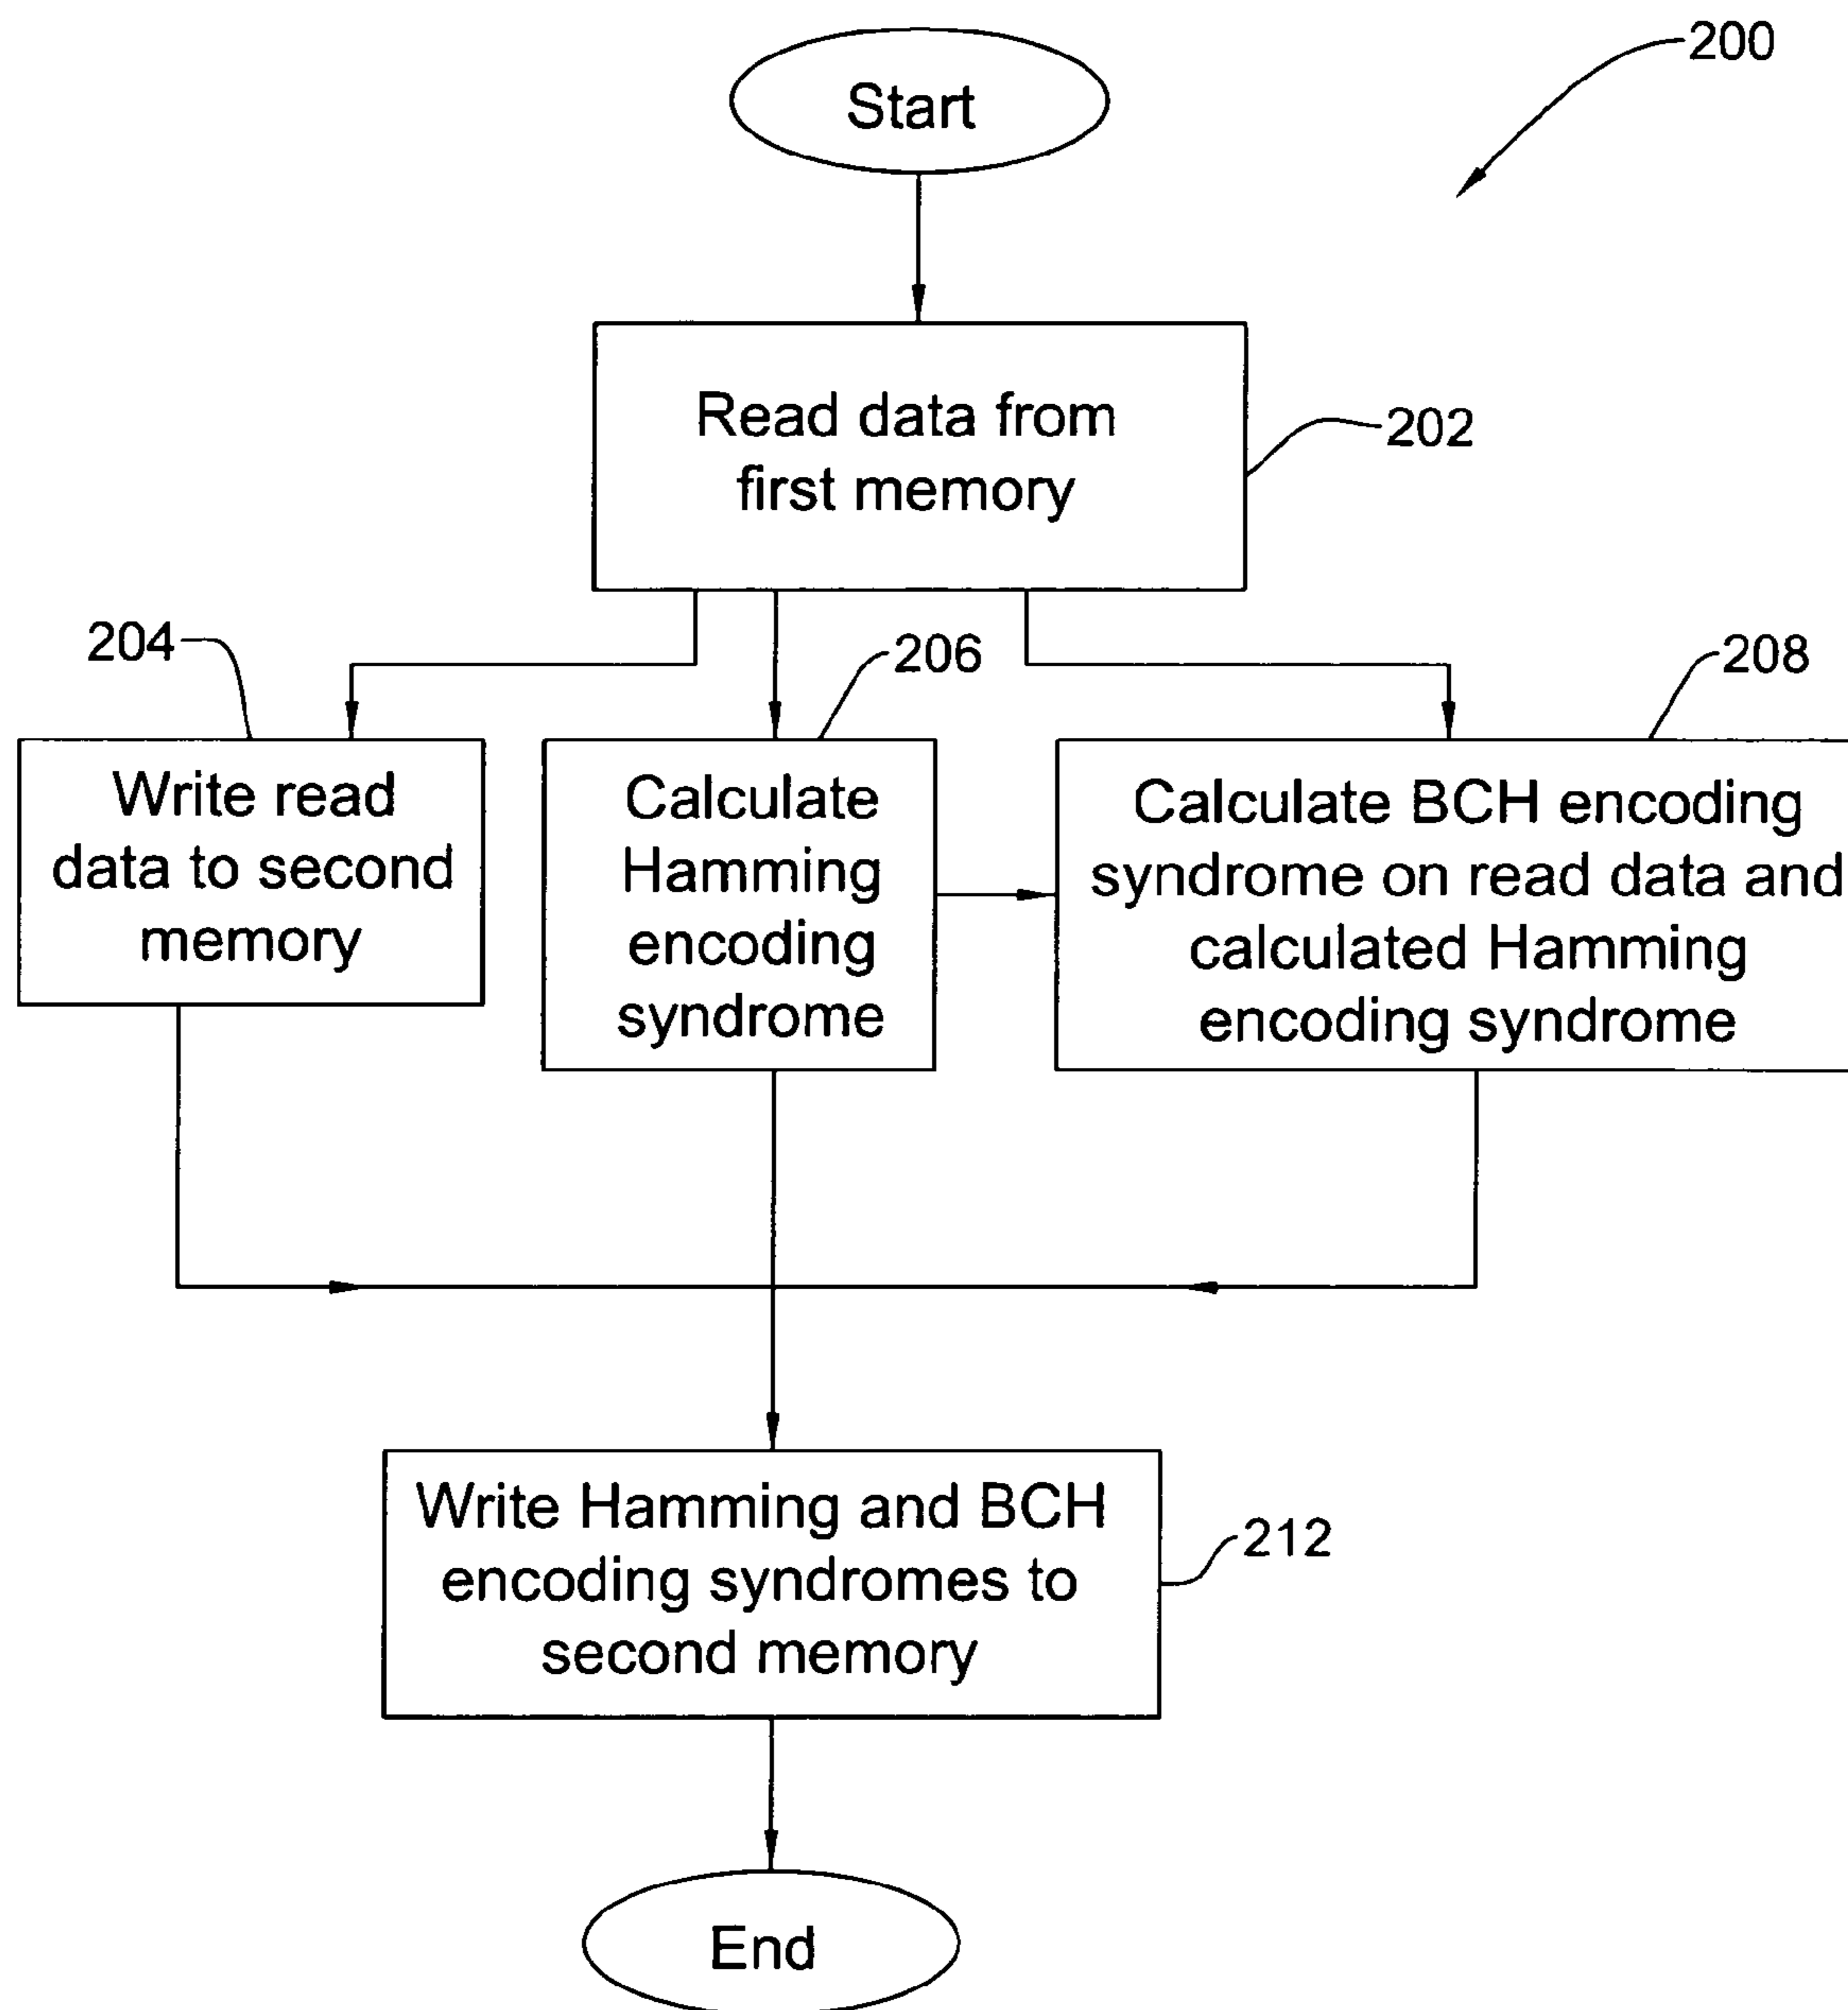 200
Start
Read data from
first memory
202
204
206
208
Write read
data to second
memory
Calculate
Hamming
encoding
syndrome
Calculate BCH encoding
syndrome on read data and
calculated Hamming
encoding syndrome
Write Hamming and BCH
encoding syndromes to
second memory
212
End